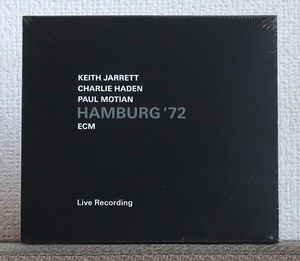 KEITH JARRETT
CHARLIE HADEN
PAUL MOTIAN
HAMBURG '72
ECM
Live Recording